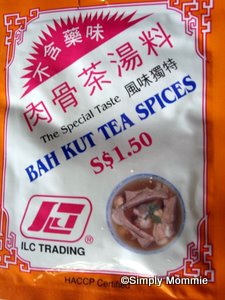 不含藥味
肉骨茶湯料
The Special Taste 風味獨特
BAH KUT TEA SPICES
S$1.50
ILC
®
ILC TRADING
HACCP Certified
©Simply Mommie